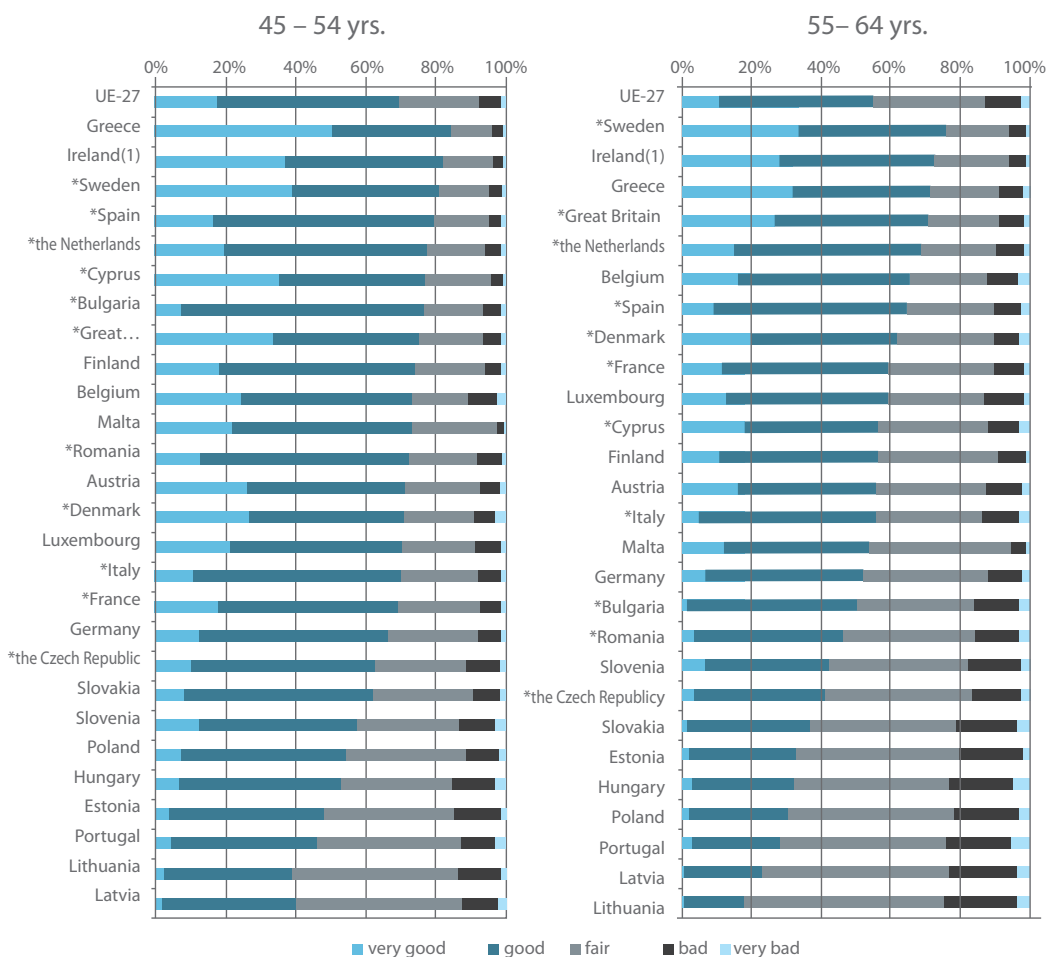 45 – 54 yrs.
0% 20% 40% 60% 80% 100%
UE-27
Greece
Ireland(1)
*Sweden
*Spain
*the Netherlands
*Cyprus
*Bulgaria
*Great…
Finland
Belgium
Malta
*Romania
Austria
*Denmark
Luxembourg
*Italy
*France
Germany
*the Czech Republic
Slovakia
Slovenia
Poland
Hungary
Estonia
Portugal
Lithuania
Latvia
55– 64 yrs.
0% 20% 40% 60% 80% 100%
UE-27
*Sweden
Ireland(1)
Greece
*Great Britain
*the Netherlands
Belgium
*Spain
*Denmark
*France
Luxembourg
*Cyprus
Finland
Austria
*Italy
Malta
Germany
*Bulgaria
*Romania
Slovenia
*the Czech Republicy
Slovakia
Estonia
Hungary
Poland
Portugal
Latvia
Lithuania
very good good fair bad very bad